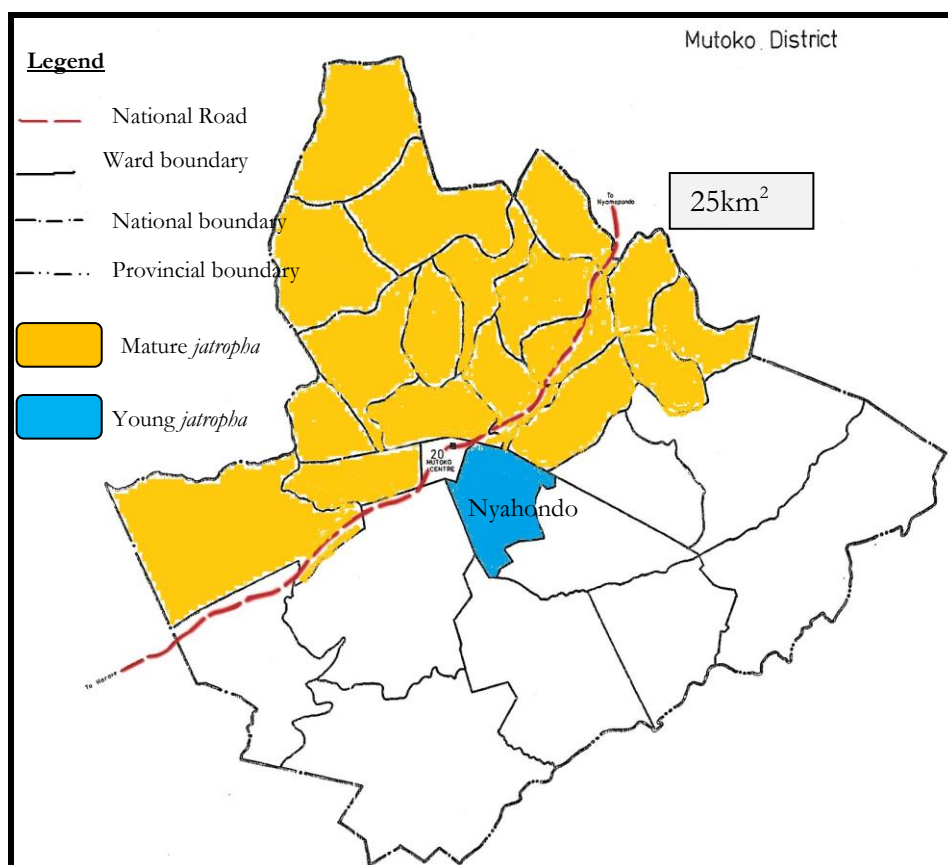 Mutoko District
Legend
National Road
Ward boundary
National boundary
Provincial boundary
Mature jatropha
Young jatropha
25km²
To
Nyamapanda
20
MUTOKO
CENTRE
Nyahondo
To Harare